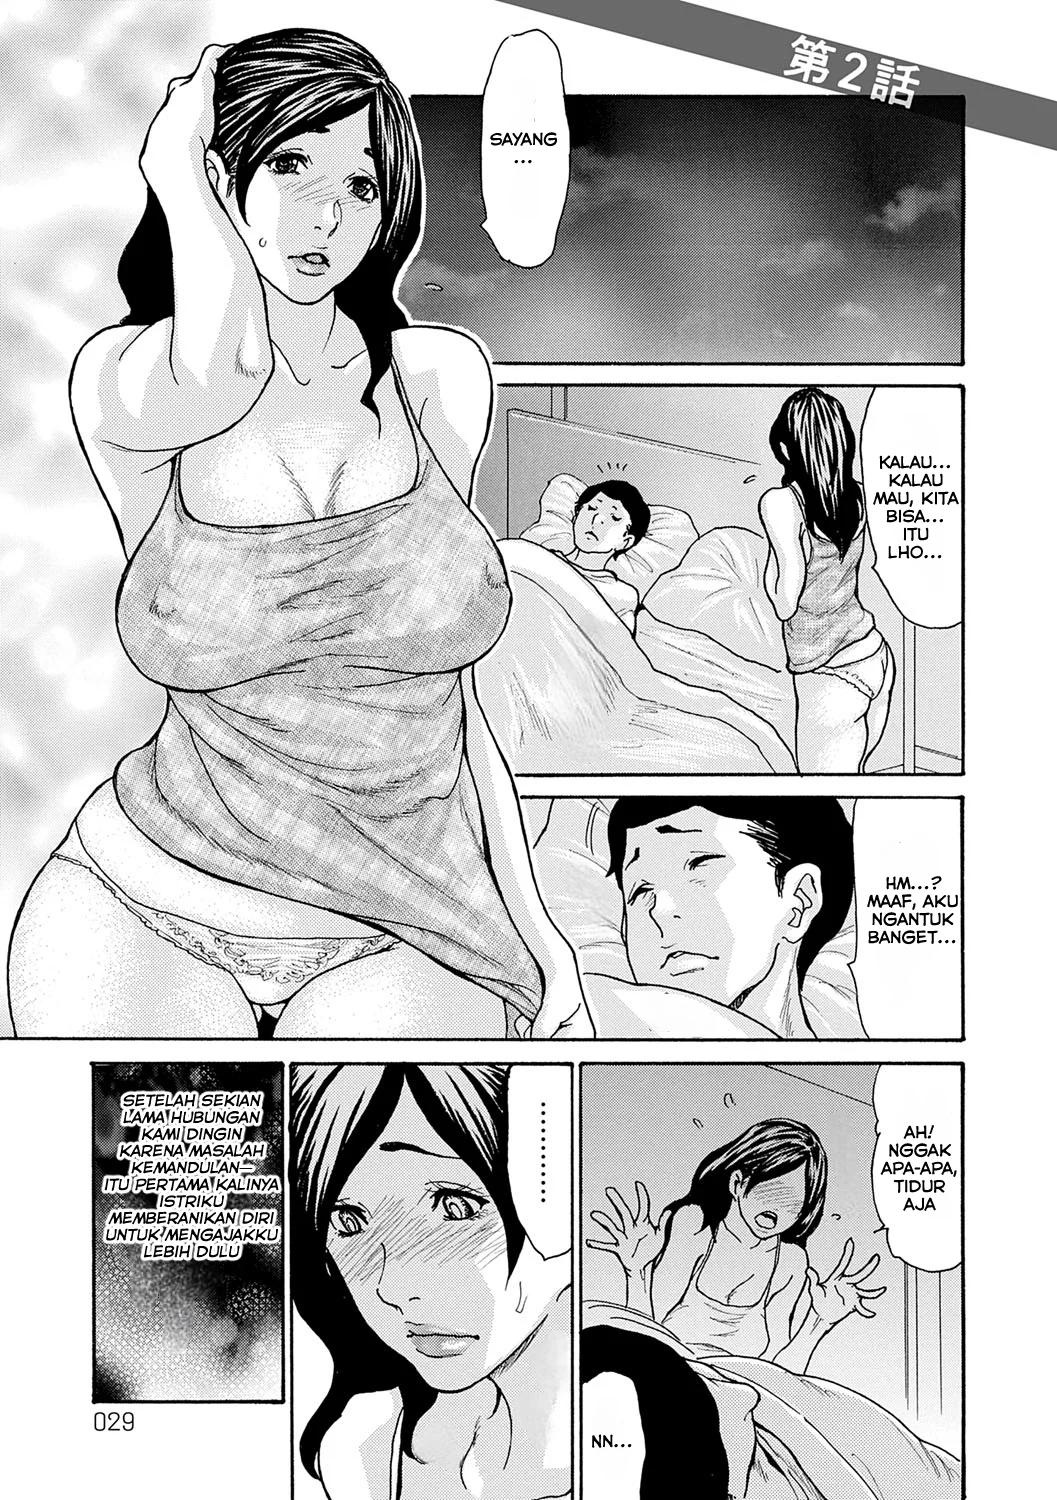 第2話
SAYANG
...
KALAU...
KALAU
MAU, KITA
BISA...
ITU
LHO...
HM...?
MAAF, AKU
NGANTUK
BANGET...
AH!
NGGAK
APA-APA,
TIDUR
AJA
NN...
..........
SETELAH SEKIAN
LAMA HUBUNGAN
KAMI DINGIN
KARENA MASALAH
KEMANDULAN—
ITU PERTAMA KALINYA
ISTRIKU
MEMBERANIKAN DIRI
UNTUK MENGAJAKKU
LEBIH DULU
029